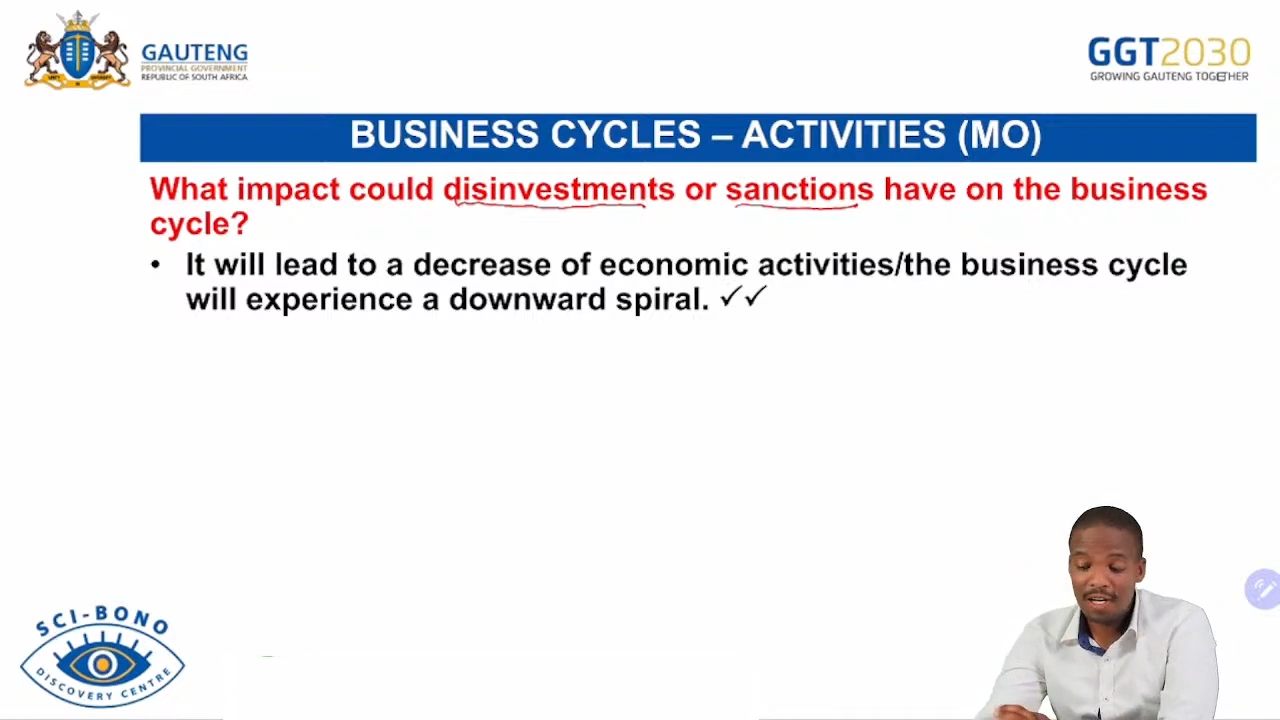 GAUTENG
PROVINCIAL GOVERNMENT
REPUBLIC OF SOUTH AFRICA
GGT2030
GROWING GAUTENG TOGETHER
BUSINESS CYCLES – ACTIVITIES (MO)
What impact could disinvestments or sanctions have on the business
cycle?
• It will lead to a decrease of economic activities/the business cycle
will experience a downward spiral. ✓✓
SCI-BONO
DISCOVERY CENTRE